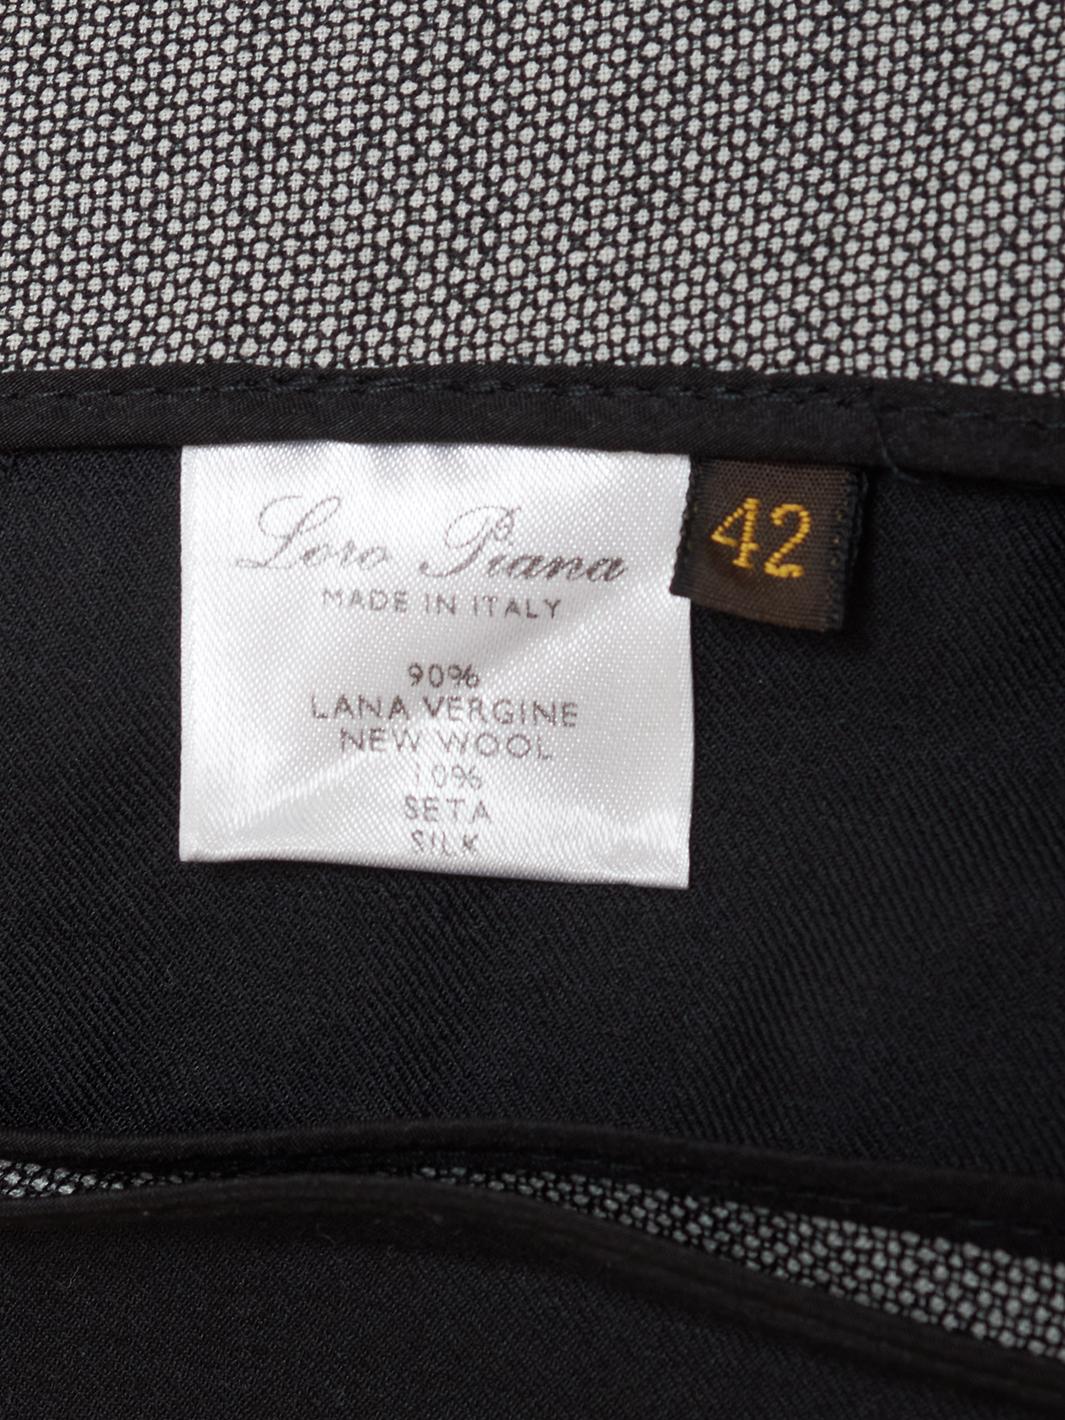 Loro Piana
MADE IN ITALY
90%
LANA VERGINE
NEW WOOL
10%
SETA
SILK
42